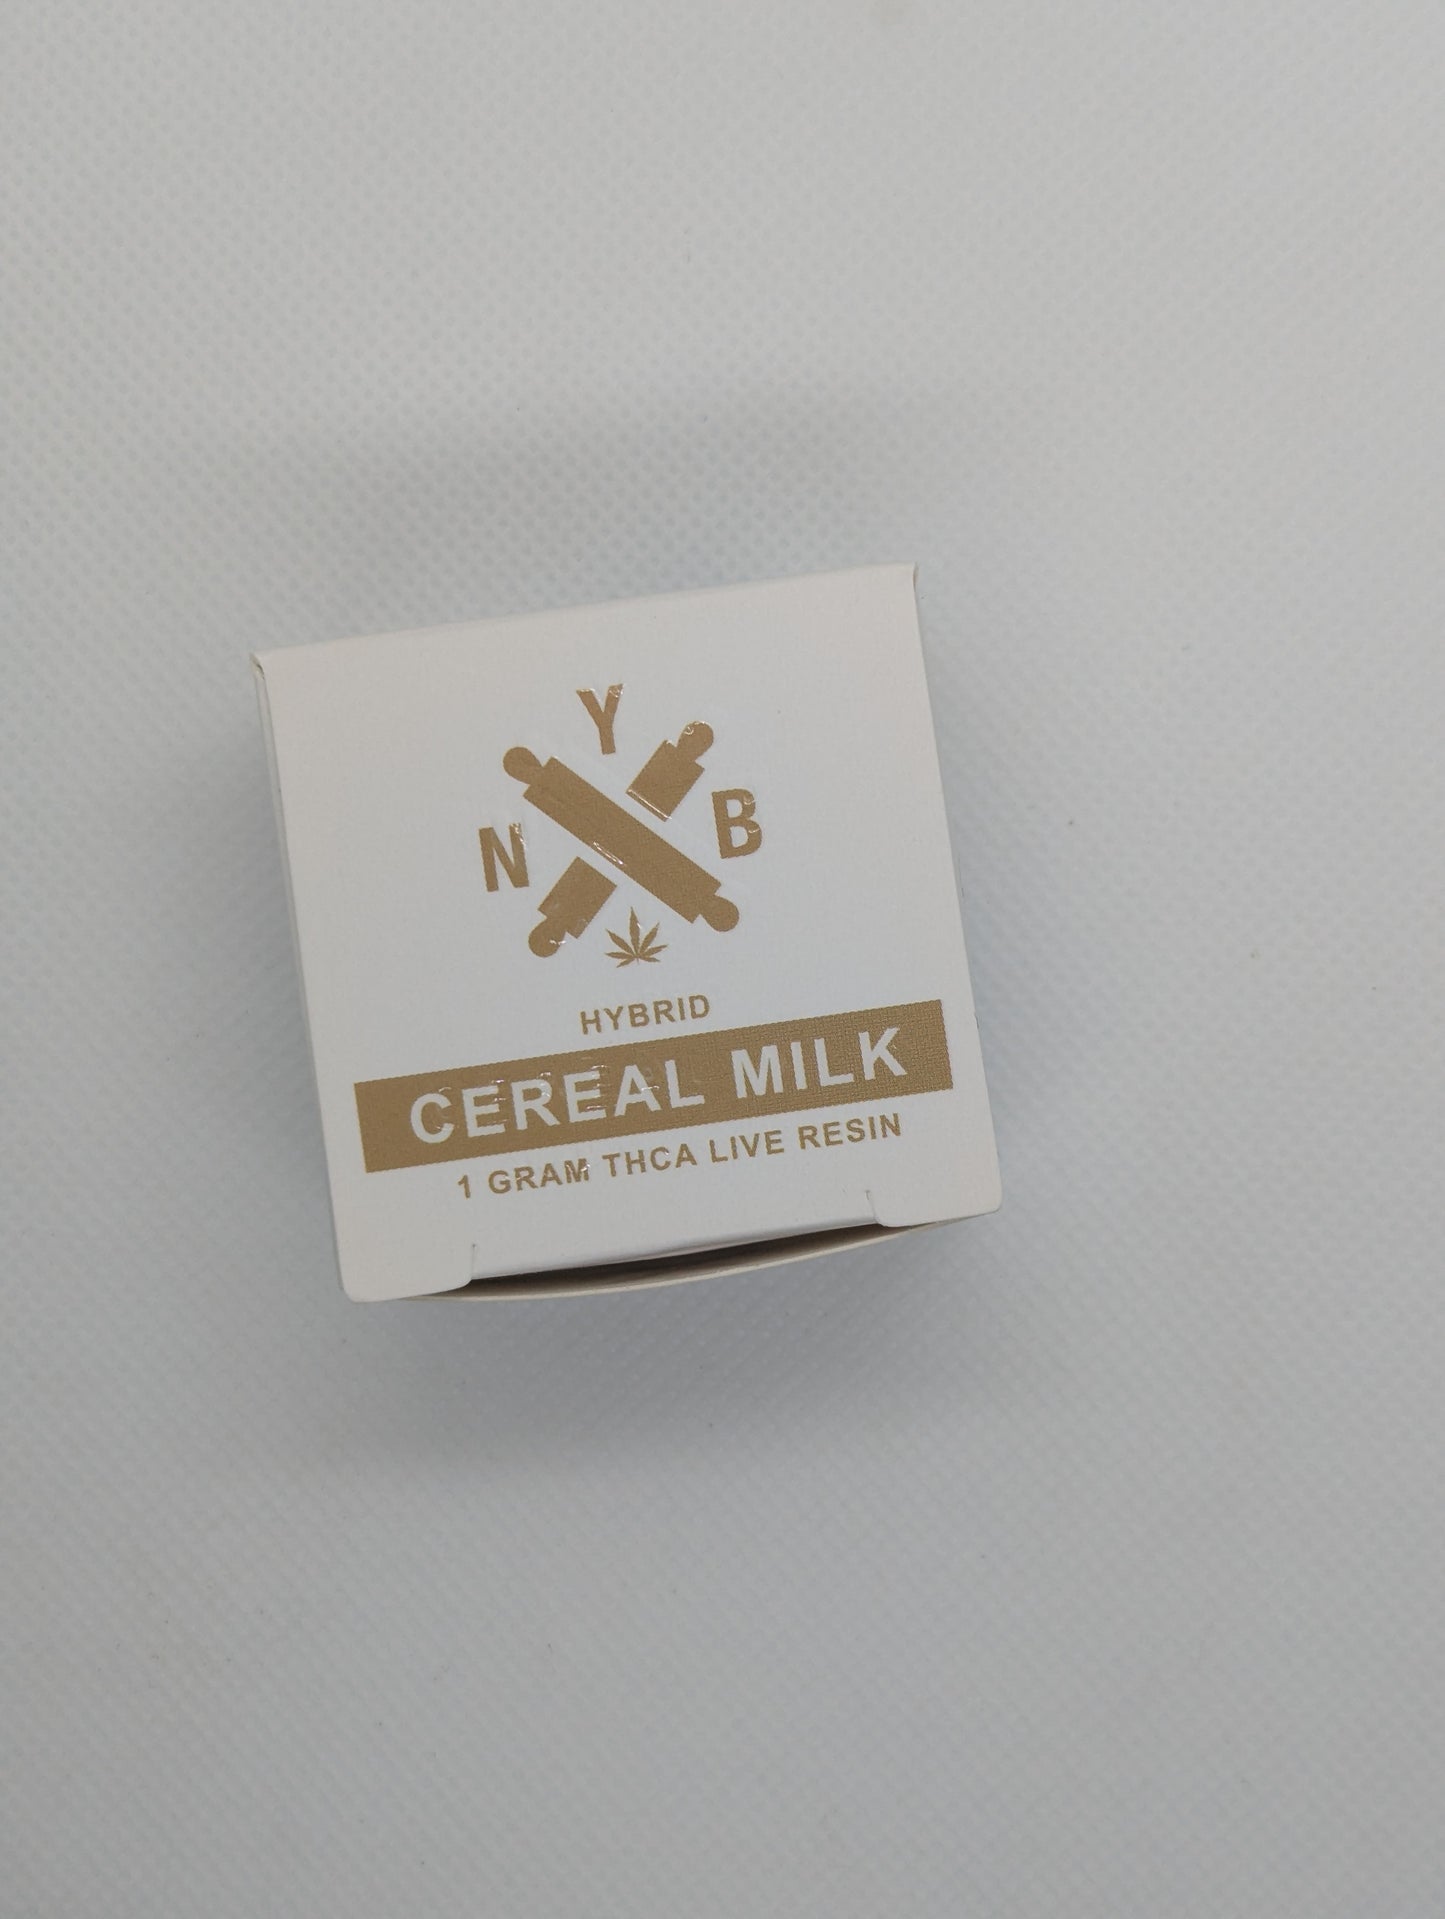 N Y B
HYBRID
CEREAL MILK
1 GRAM THCA LIVE RESIN